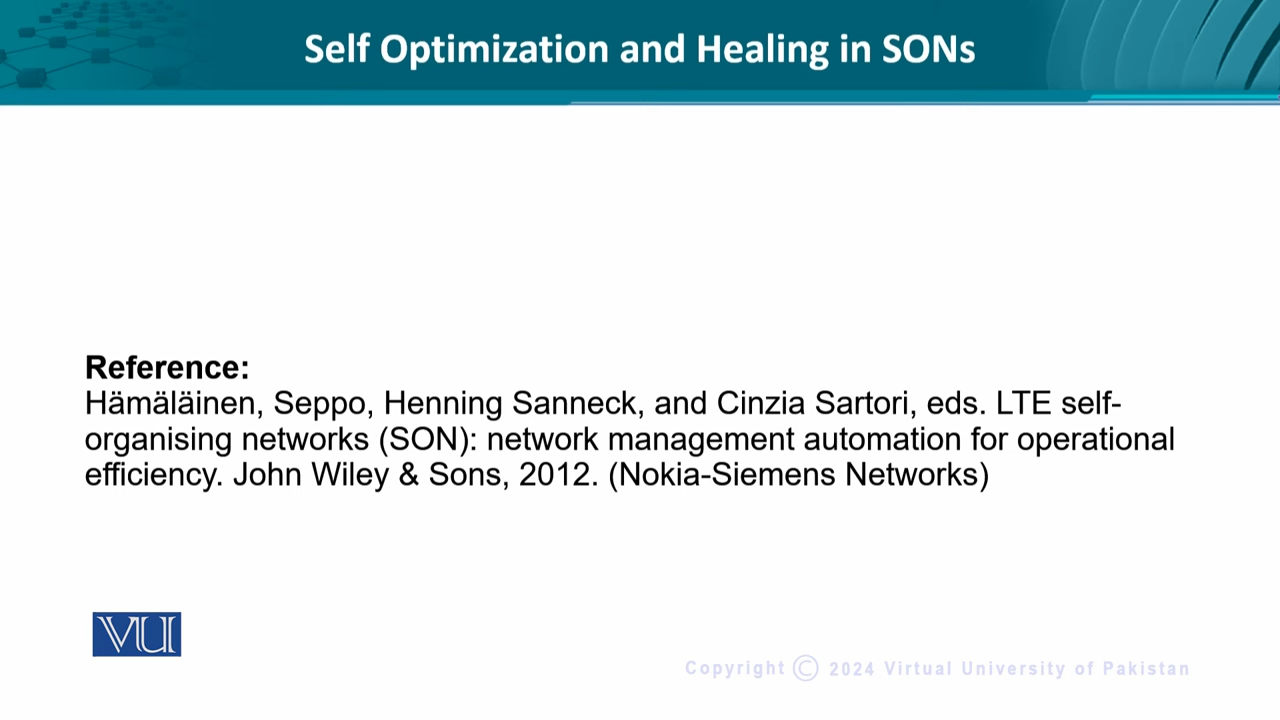 Self Optimization and Healing in SONs
Reference:
Hämäläinen, Seppo, Henning Sanneck, and Cinzia Sartori, eds. LTE self-
organising networks (SON): network management automation for operational
efficiency. John Wiley & Sons, 2012. (Nokia-Siemens Networks)
VU
Copyright © 2024 Virtual University of Pakistan